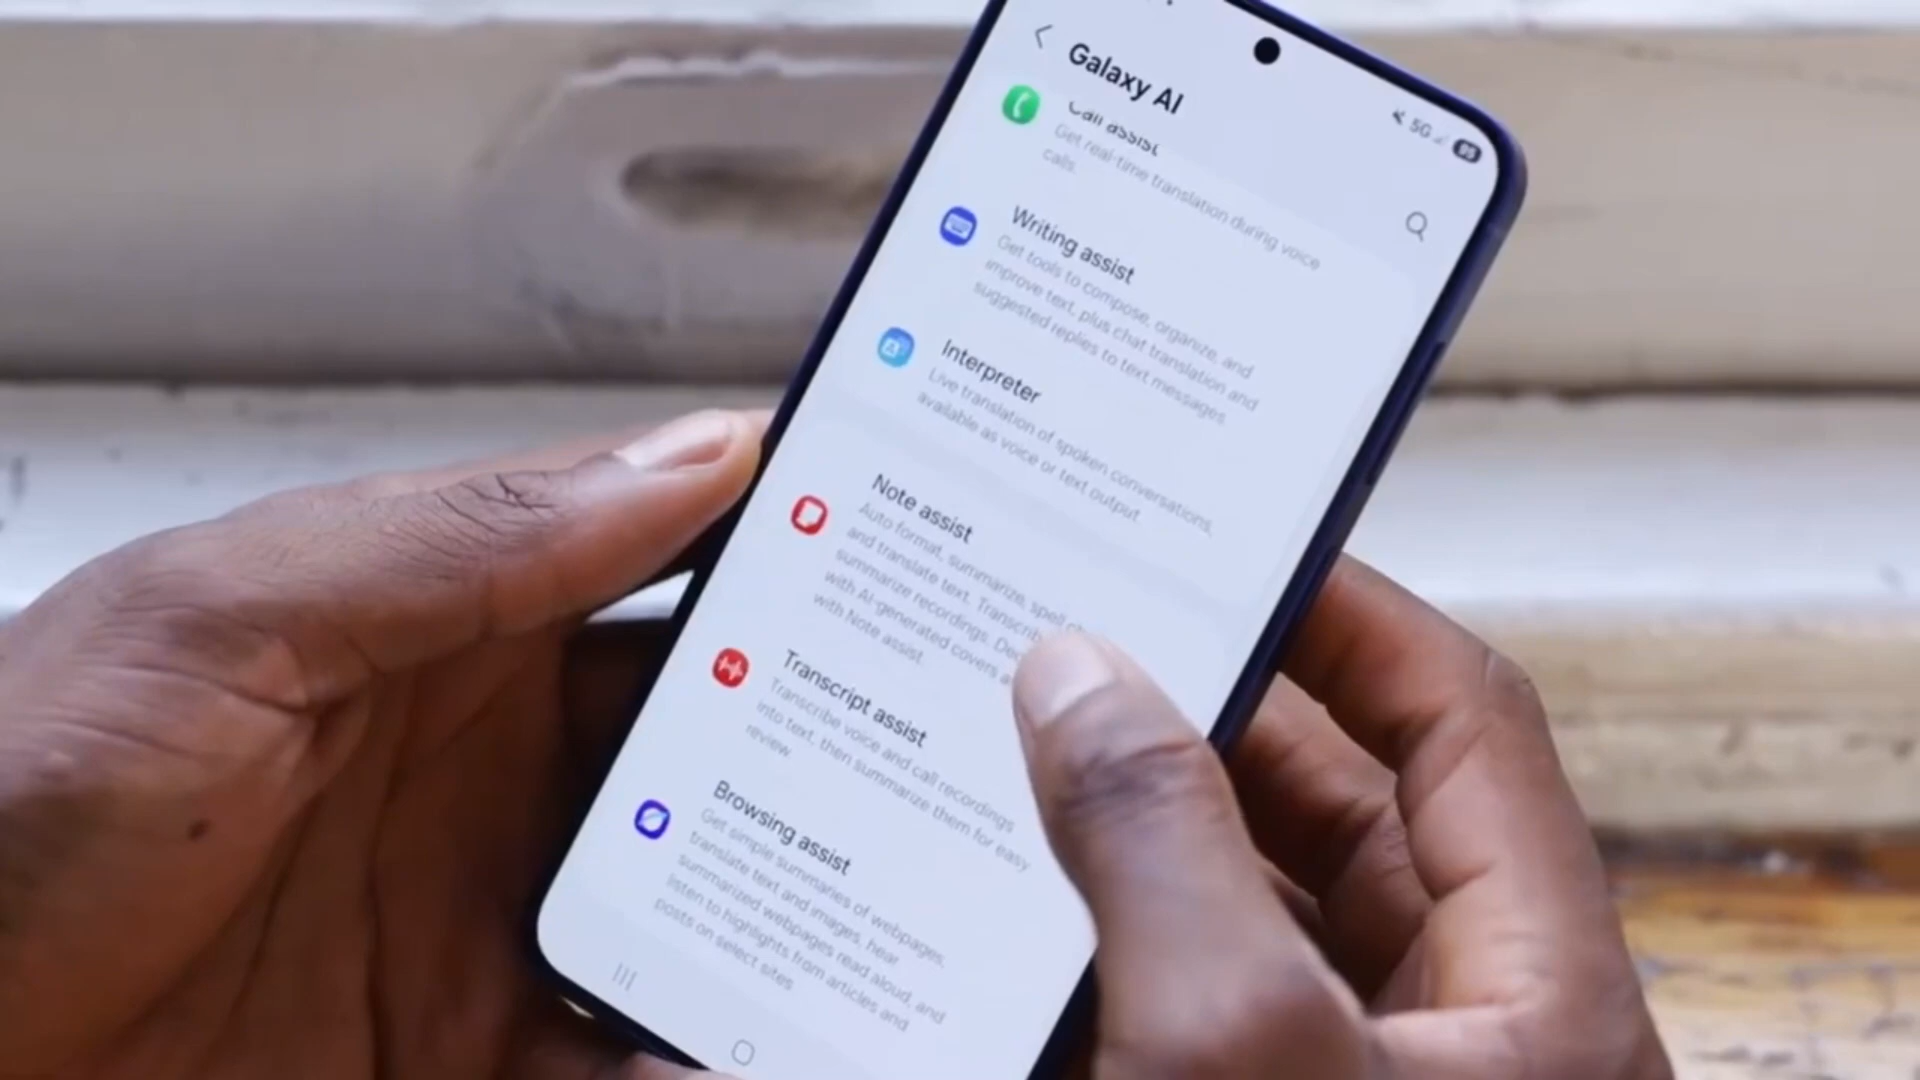 Galaxy AI
5G
Call assist
Get real-time translation during voice
calls.
Writing assist
Get tools to compose, organize, and
improve text, plus chat translation and
suggested replies to text messages.
Interpreter
Live translation of spoken conversations,
available as voice or text output.
Note assist
Auto format, summarize, spell
and translate text. Transcribe
summarize recordings.
with AI-generated covers
with Note assist.
Transcript assist
Transcribe voice and call recordings
into text, then summarize them for easy
review.
Browsing assist
Get simple summaries of webpages,
translate text and images, hear
summarized webpages read aloud, and
listen to highlights from articles and
posts on select sites